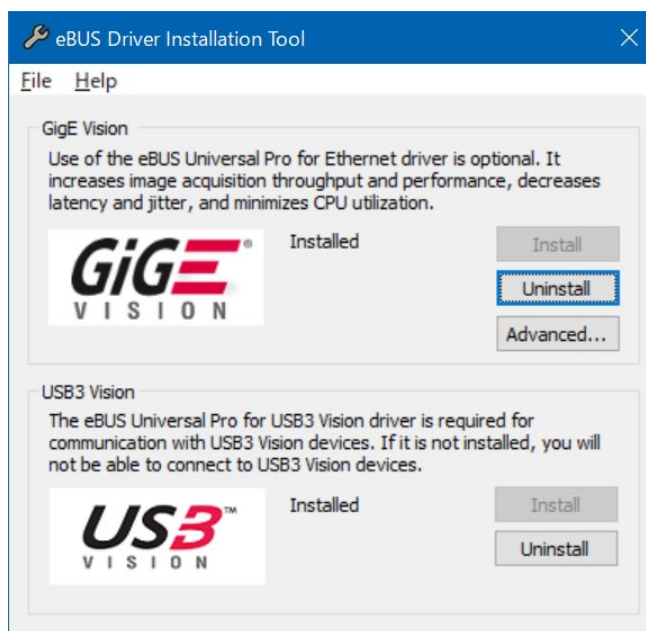 eBUS Driver Installation Tool
File Help
GigE Vision
Use of the eBUS Universal Pro for Ethernet driver is optional. It
increases image acquisition throughput and performance, decreases
latency and jitter, and minimizes CPU utilization.
GiGE®
VISION
Installed
Install
Uninstall
Advanced...
USB3 Vision
The eBUS Universal Pro for USB3 Vision driver is required for
communication with USB3 Vision devices. If it is not installed, you will
not be able to connect to USB3 Vision devices.
USB3™
VISION
Installed
Install
Uninstall